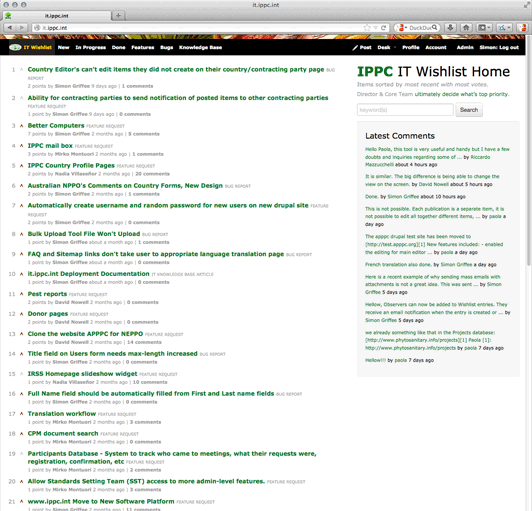 it.ippc.int
it.ippc.int
it.ippc.int
DuckDu
IT Wishlist New In Progress Done Features Bugs Knowledge Base Post Desk Profile Account Admin Simon: Log out
1 Country Editor's can't edit items they did not create on their country/contracting party page BUG
REPORT
2 points by Simon Griffee 9 days ago | 1 comments
2 Ability for contracting parties to send notification of posted items to other contracting parties
FEATURE REQUEST
2 points by Simon Griffee 9 days ago | 0 comments
3 Better Computers FEATURE REQUEST
2 points by Simon Griffee 2 months ago | 5 comments
4 IPPC mail box FEATURE REQUEST
3 points by Mirko Montuori 2 months ago | 1 comments
5 IPPC Country Profile Pages FEATURE REQUEST
2 points by Nadia Villaseñor 2 months ago | 20 comments
6 Australian NPPO's Comments on Country Forms, New Design BUG REPORT
2 points by Simon Griffee 2 months ago | 1 comments
7 Automatically create username and random password for new users on new drupal site FEATURE
REQUEST
2 points by Simon Griffee 2 months ago | 0 comments
8 Bulk Upload Tool File Won't Upload BUG REPORT
1 point by Simon Griffee about a month ago | 1 comments
9 FAQ and Sitemap links don't take user to appropriate language translation page BUG REPORT
1 point by Simon Griffee about a month ago | 0 comments
10 it.ippc.int Deployment Documentation IT KNOWLEDGE BASE ARTICLE
1 point by Simon Griffee about a month ago | 0 comments
11 Pest reports FEATURE REQUEST
1 point by David Nowell 2 months ago | 2 comments
12 Donor pages FEATURE REQUEST
1 point by David Nowell 2 months ago | 0 comments
13 Clone the website APPPC for NEPPO FEATURE REQUEST
1 point by David Nowell 2 months ago | 14 comments
14 Title field on Users form needs max-length increased BUG REPORT
1 point by Simon Griffee 2 months ago | 0 comments
15 IRSS Homepage slideshow widget FEATURE REQUEST
1 point by Nadia Villaseñor 2 months ago | 10 comments
16 Full Name field should be automatically filled from First and Last name fields BUG REPORT
1 point by Simon Griffee 2 months ago | 0 comments
17 Translation workflow FEATURE REQUEST
1 point by Mirko Montuori 2 months ago | 3 comments
18 CPM document search FEATURE REQUEST
1 point by Mirko Montuori 2 months ago | 0 comments
19 Participants Database - System to track who came to meetings, what their requests were,
registration, confirmation, etc FEATURE REQUEST
1 point by Mirko Montuori 2 months ago | 2 comments
20 Allow Standards Setting Team (SST) access to more admin-level features. FEATURE REQUEST
1 point by Mirko Montuori 2 months ago | 3 comments
21 www.ippc.int Move to New Software Platform FEATURE REQUEST
1 point by Simon Griffee 2 months ago | 0 comments
IPPC IT Wishlist Home
Items sorted by most recent with most votes.
Director & Core Team ultimately decide what's top priority.
keyword(s) Search
Latest Comments
Hello Paola, this tool is very useful and handy but I have a few
doubts and inquiries regarding some of ... by Riccardo
Mazzucchelli about 4 hours ago
It is similar. The big difference is being able to change the
view on the screen. by David Nowell about 5 hours ago
Done. by Simon Griffee about 10 hours ago
This is not possible. Each publication is a separate item, it is
not possible to edit all together different items, ... by paola a
day ago
The apppc drupal test site has been moved to
[http://test.apppc.org][1] New features included: - enabled
the editing for main editor ... by paola a day ago
French translation also done. by Simon Griffee a day ago
Here is a recent example of why sending mass emails with
attachments is not a great idea. This was sent ... by Simon
Griffee 5 days ago
Hellow, Observers can now be added to Wishlist entries. They
receive an email notification when the entry is created or ... by
Simon Griffee 5 days ago
we already something like that in the Projects database:
[http://www.phytosanitary.info/projects][1] Paola [1]:
http://www.phytosanitary.info/projects by paola 7 days ago
Hellow!!! by paola 7 days ago